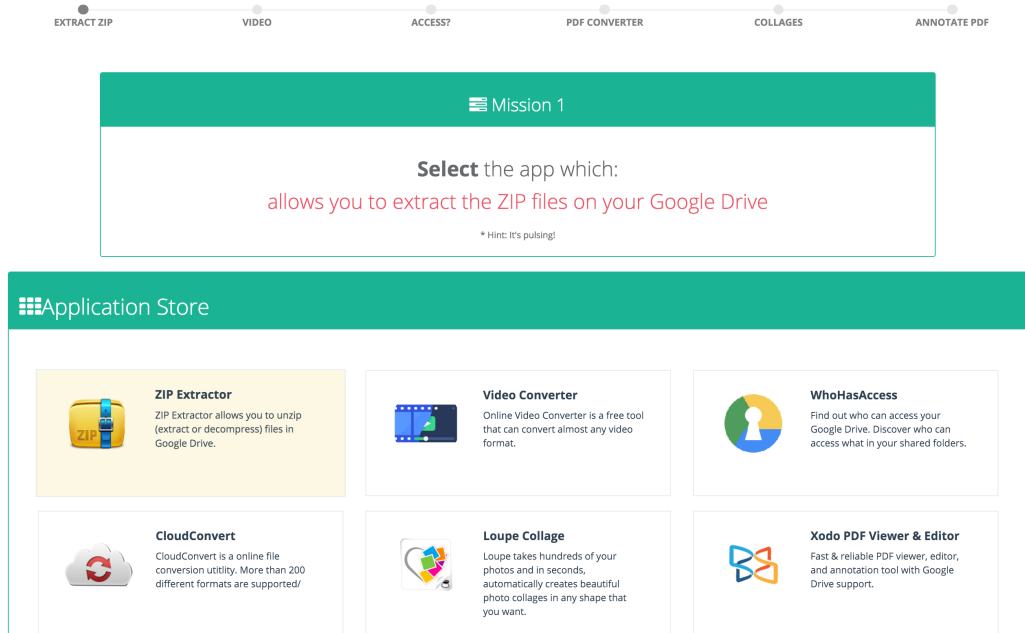 EXTRACT ZIP
VIDEO
ACCESS?
PDF CONVERTER
COLLAGES
ANNOTATE PDF
Mission 1
Select the app which:
allows you to extract the ZIP files on your Google Drive
* Hint: It's pulsing!
Application Store
ZIP
ZIP Extractor
ZIP Extractor allows you to unzip
(extract or decompress) files in
Google Drive.
Video Converter
Online Video Converter is a free tool
that can convert almost any video
format.
WhoHasAccess
Find out who can access your
Google Drive. Discover who can
access what in your shared folders.
CloudConvert
CloudConvert is a online file
conversion utitlity. More than 200
different formats are supported/
Loupe Collage
Loupe takes hundreds of your
photos and in seconds,
automatically creates beautiful
photo collages in any shape that
you want.
Xodo PDF Viewer & Editor
Fast & reliable PDF viewer, editor,
and annotation tool with Google
Drive support.